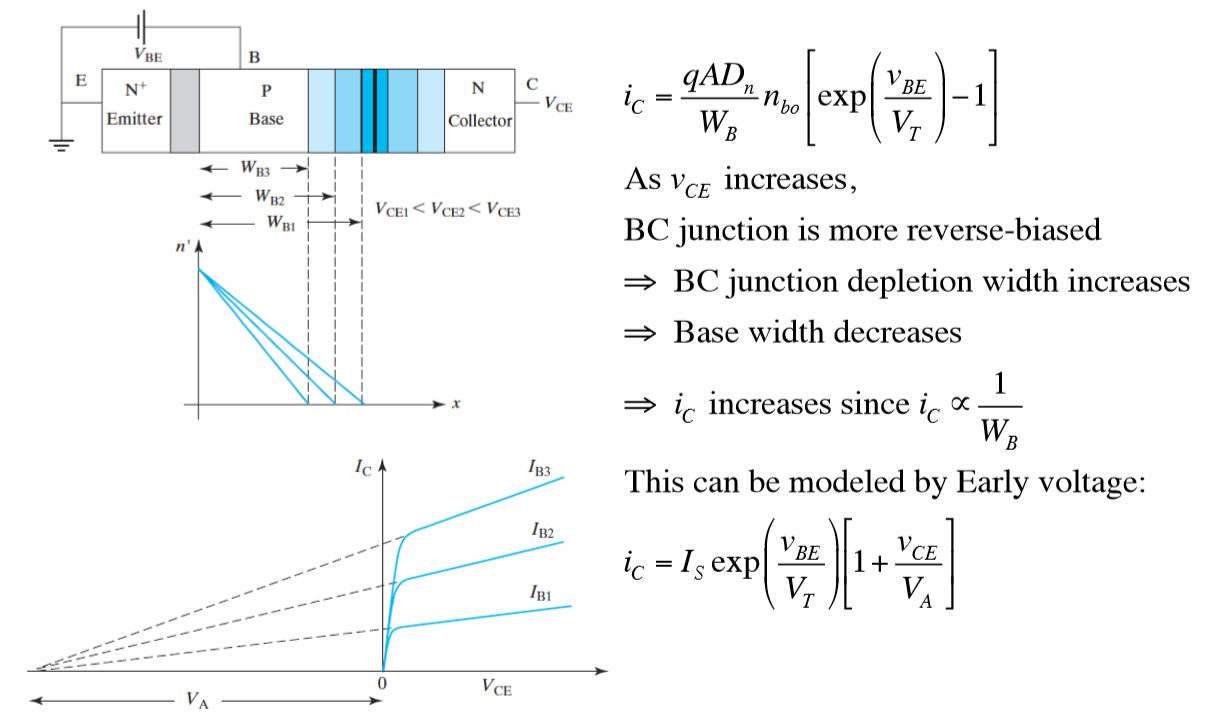 V_BE
B
E
N⁺
P
N
C
Emitter
Base
Collector
V_CE
W_B3
W_B2
V_CE1 < V_CE2 < V_CE3
W_B1
n'
x
I_C
I_B3
I_B2
I_B1
0
V_CE
V_A
i_C = (qAD_n / W_B) n_bo [exp(v_BE / V_T) − 1]
As v_CE increases,
BC junction is more reverse-biased
⇒ BC junction depletion width increases
⇒ Base width decreases
⇒ i_C increases since i_C ∝ 1 / W_B
This can be modeled by Early voltage:
i_C = I_S exp(v_BE / V_T) [1 + v_CE / V_A]